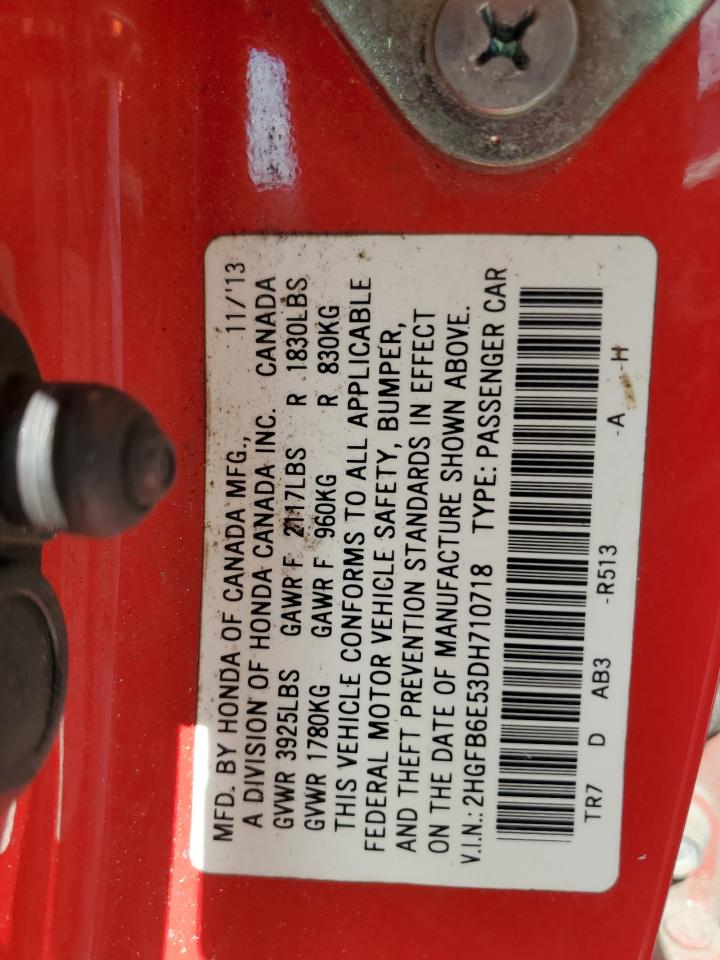 MFD. BY HONDA OF CANADA MFG., 11/'13
A DIVISION OF HONDA CANADA INC. CANADA
GVWR 3925LBS GAWR F 2117LBS R 1830LBS
GVWR 1780KG GAWR F 960KG R 830KG
THIS VEHICLE CONFORMS TO ALL APPLICABLE
FEDERAL MOTOR VEHICLE SAFETY, BUMPER,
AND THEFT PREVENTION STANDARDS IN EFFECT
ON THE DATE OF MANUFACTURE SHOWN ABOVE.
V.I.N.: 2HGFB6E53DH710718 TYPE: PASSENGER CAR
TR7 D AB3 -R513 -A -H